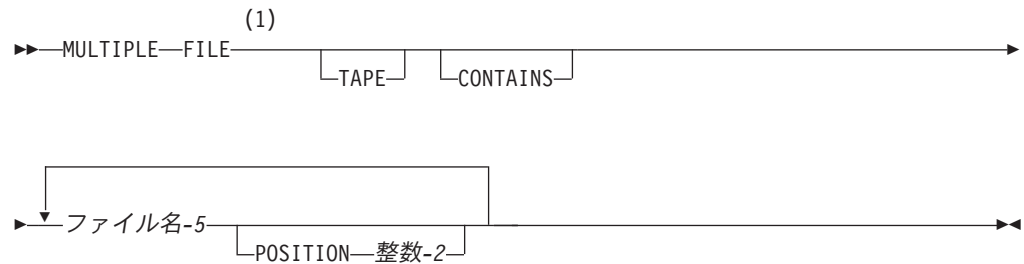 (1)
MULTIPLE FILE
TAPE CONTAINS
ファイル名-5
POSITION 整数-2